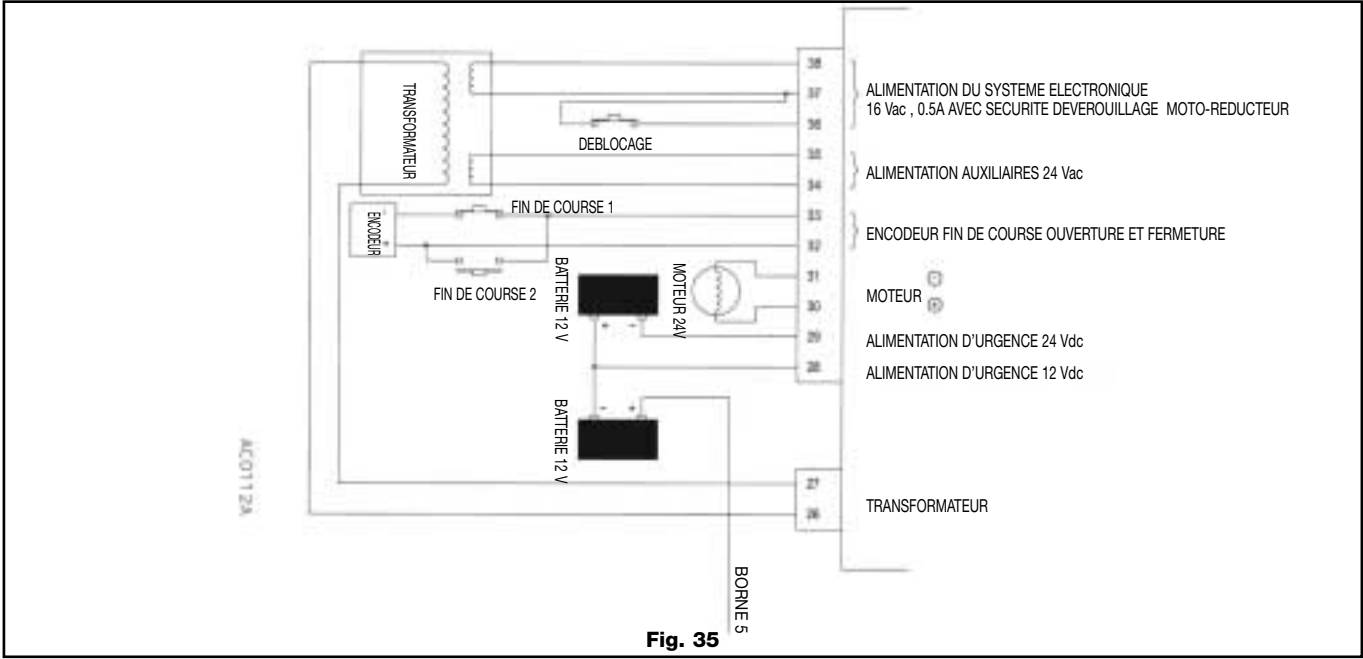 38
ALIMENTATION DU SYSTEME ELECTRONIQUE
16 Vac , 0.5A AVEC SECURITE DEVEROUILLAGE MOTO-REDUCTEUR
37
36
TRANSFORMATEUR
DEBLOCAGE
35
ALIMENTATION AUXILIAIRES 24 Vac
34
FIN DE COURSE 1
33
ENCODEUR
-
+
ENCODEUR FIN DE COURSE OUVERTURE ET FERMETURE
32
FIN DE COURSE 2
BATTERIE 12 V
+ -
MOTEUR 24V
31
MOTEUR
-
+
30
29
ALIMENTATION D'URGENCE 24 Vdc
28
ALIMENTATION D'URGENCE 12 Vdc
BATTERIE 12 V
- +
AC0112A
27
TRANSFORMATEUR
26
BORNE 5
Fig. 35